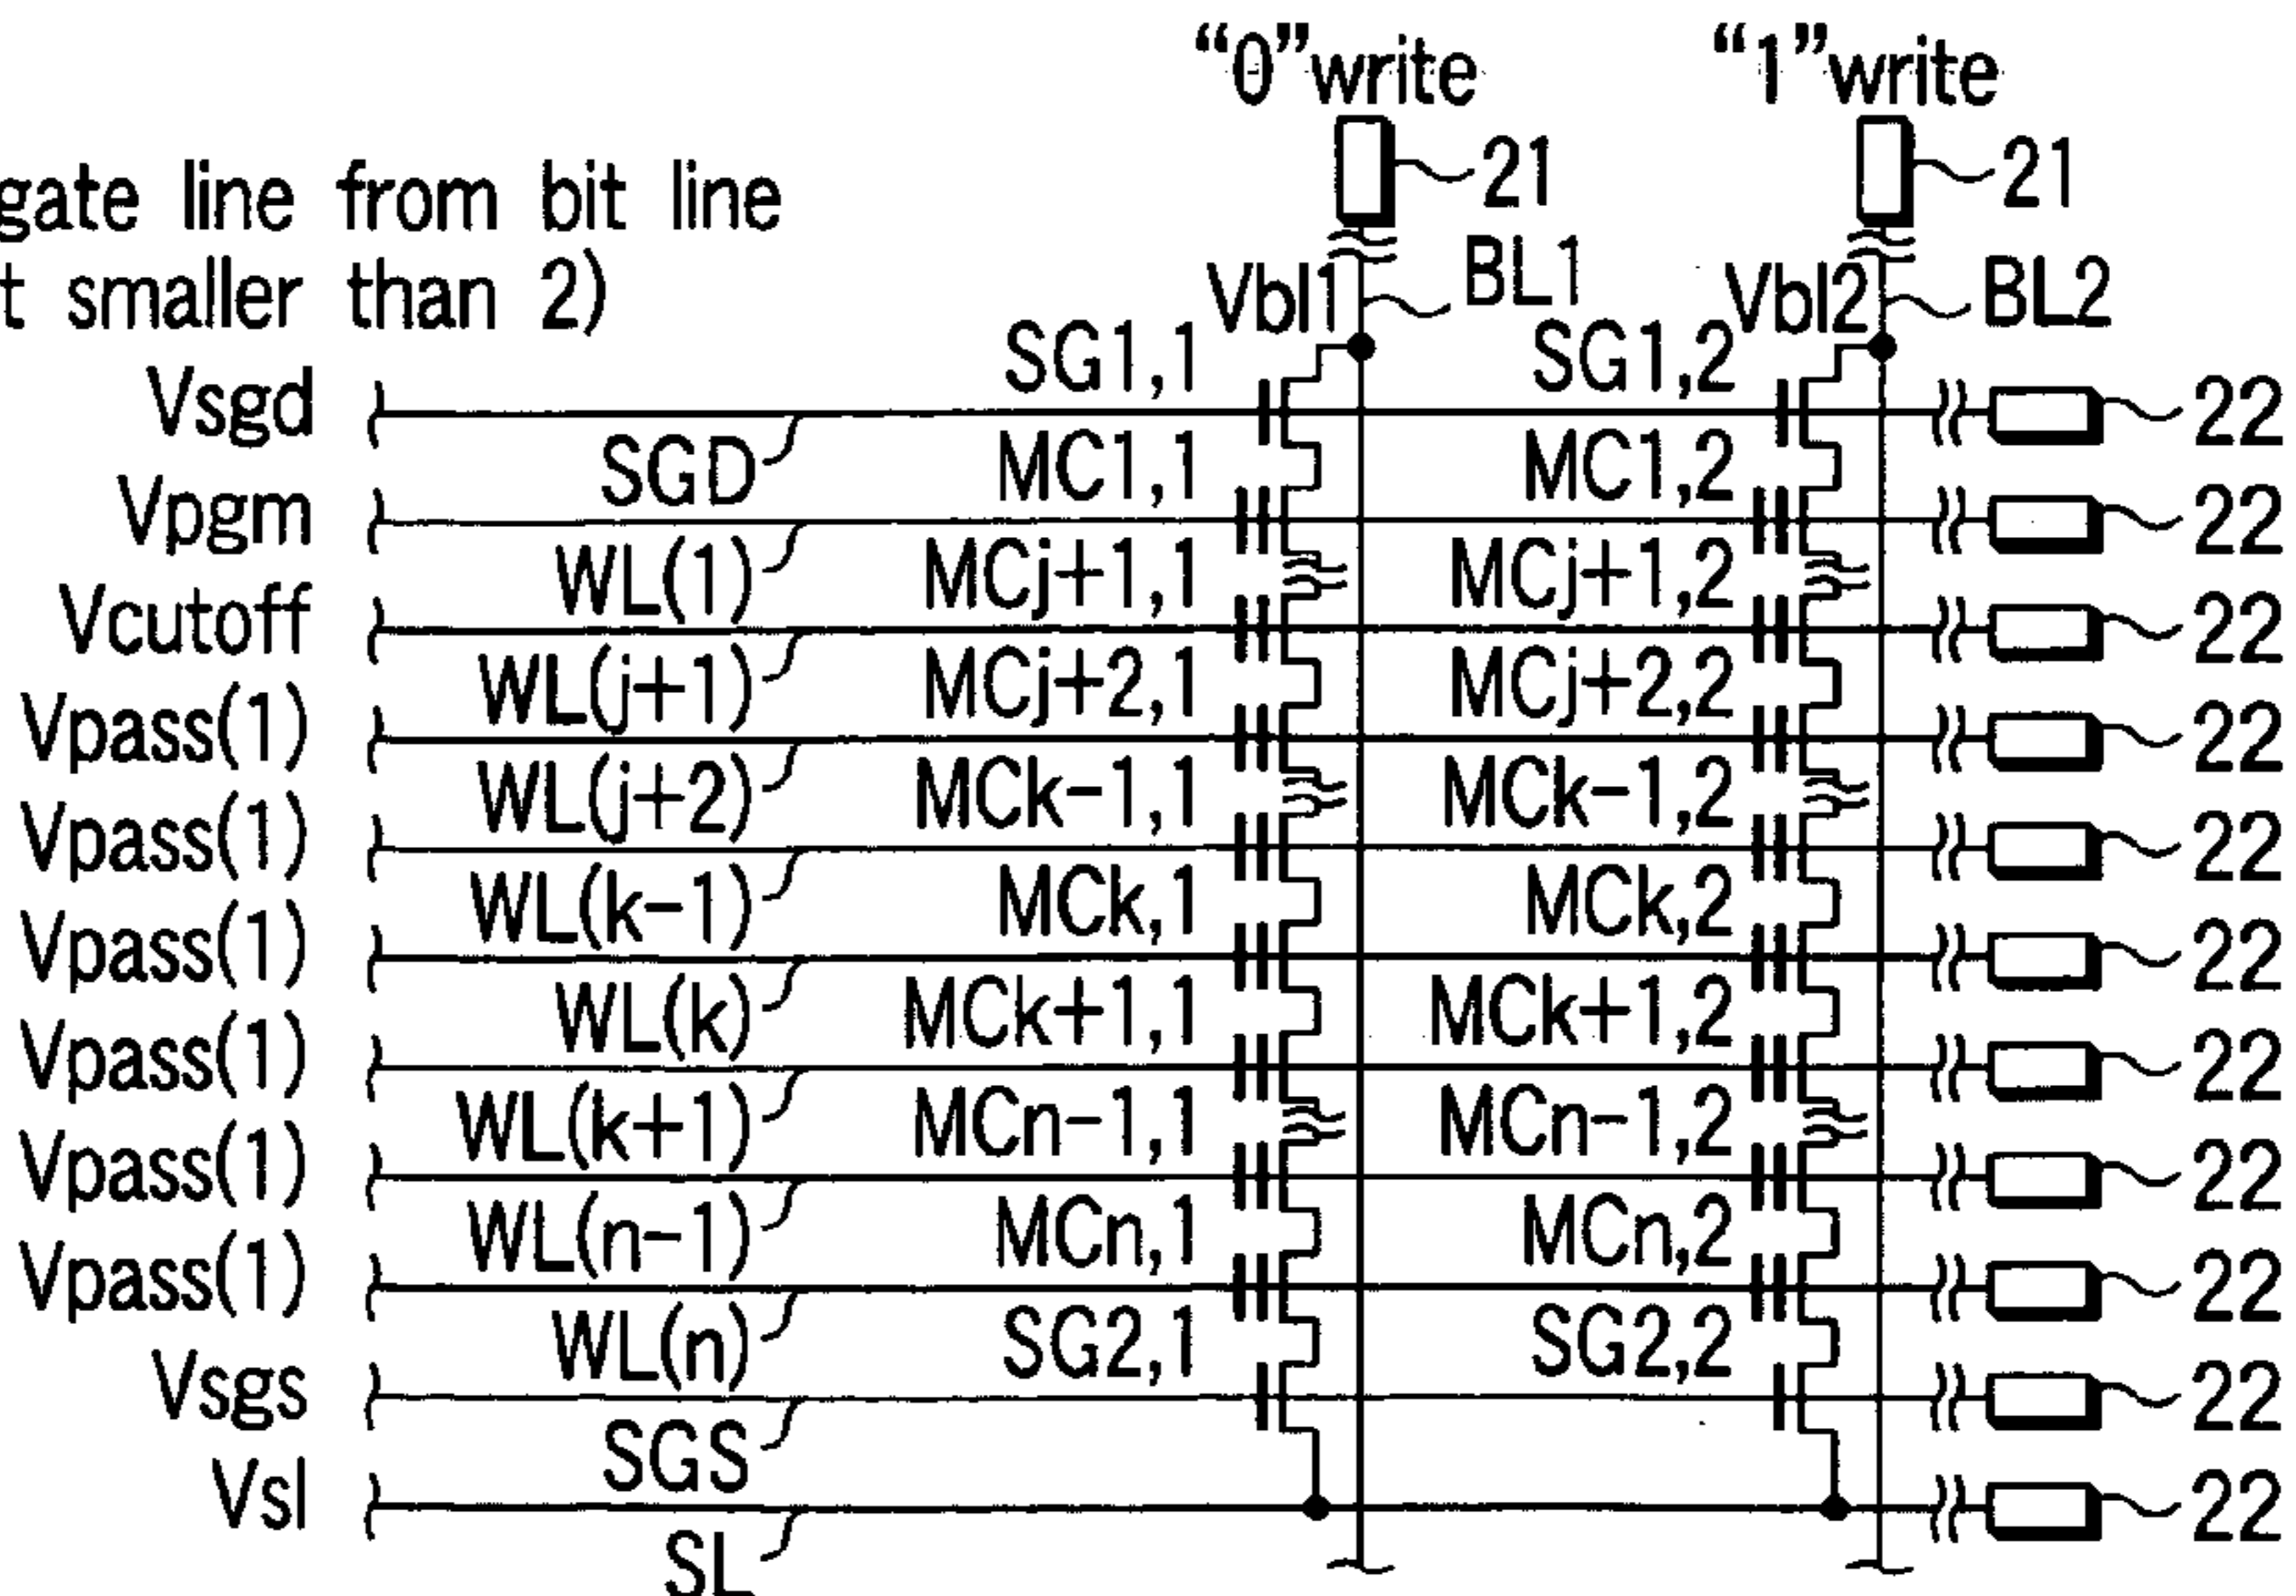 “0”write “1”write
21 21
gate line from bit line
t smaller than 2)
Vbl1 BL1 Vbl2 BL2
SG1,1 SG1,2
Vsgd 22
SGD MC1,1 MC1,2
Vpgm 22
WL(1) MCj+1,1 MCj+1,2
Vcutoff 22
WL(j+1) MCj+2,1 MCj+2,2
Vpass(1) 22
WL(j+2) MCk-1,1 MCk-1,2
Vpass(1) 22
WL(k-1) MCk,1 MCk,2
Vpass(1) 22
WL(k) MCk+1,1 MCk+1,2
Vpass(1) 22
WL(k+1) MCn-1,1 MCn-1,2
Vpass(1) 22
WL(n-1) MCn,1 MCn,2
Vpass(1) 22
WL(n) SG2,1 SG2,2
Vsgs 22
SGS
Vsl 22
SL